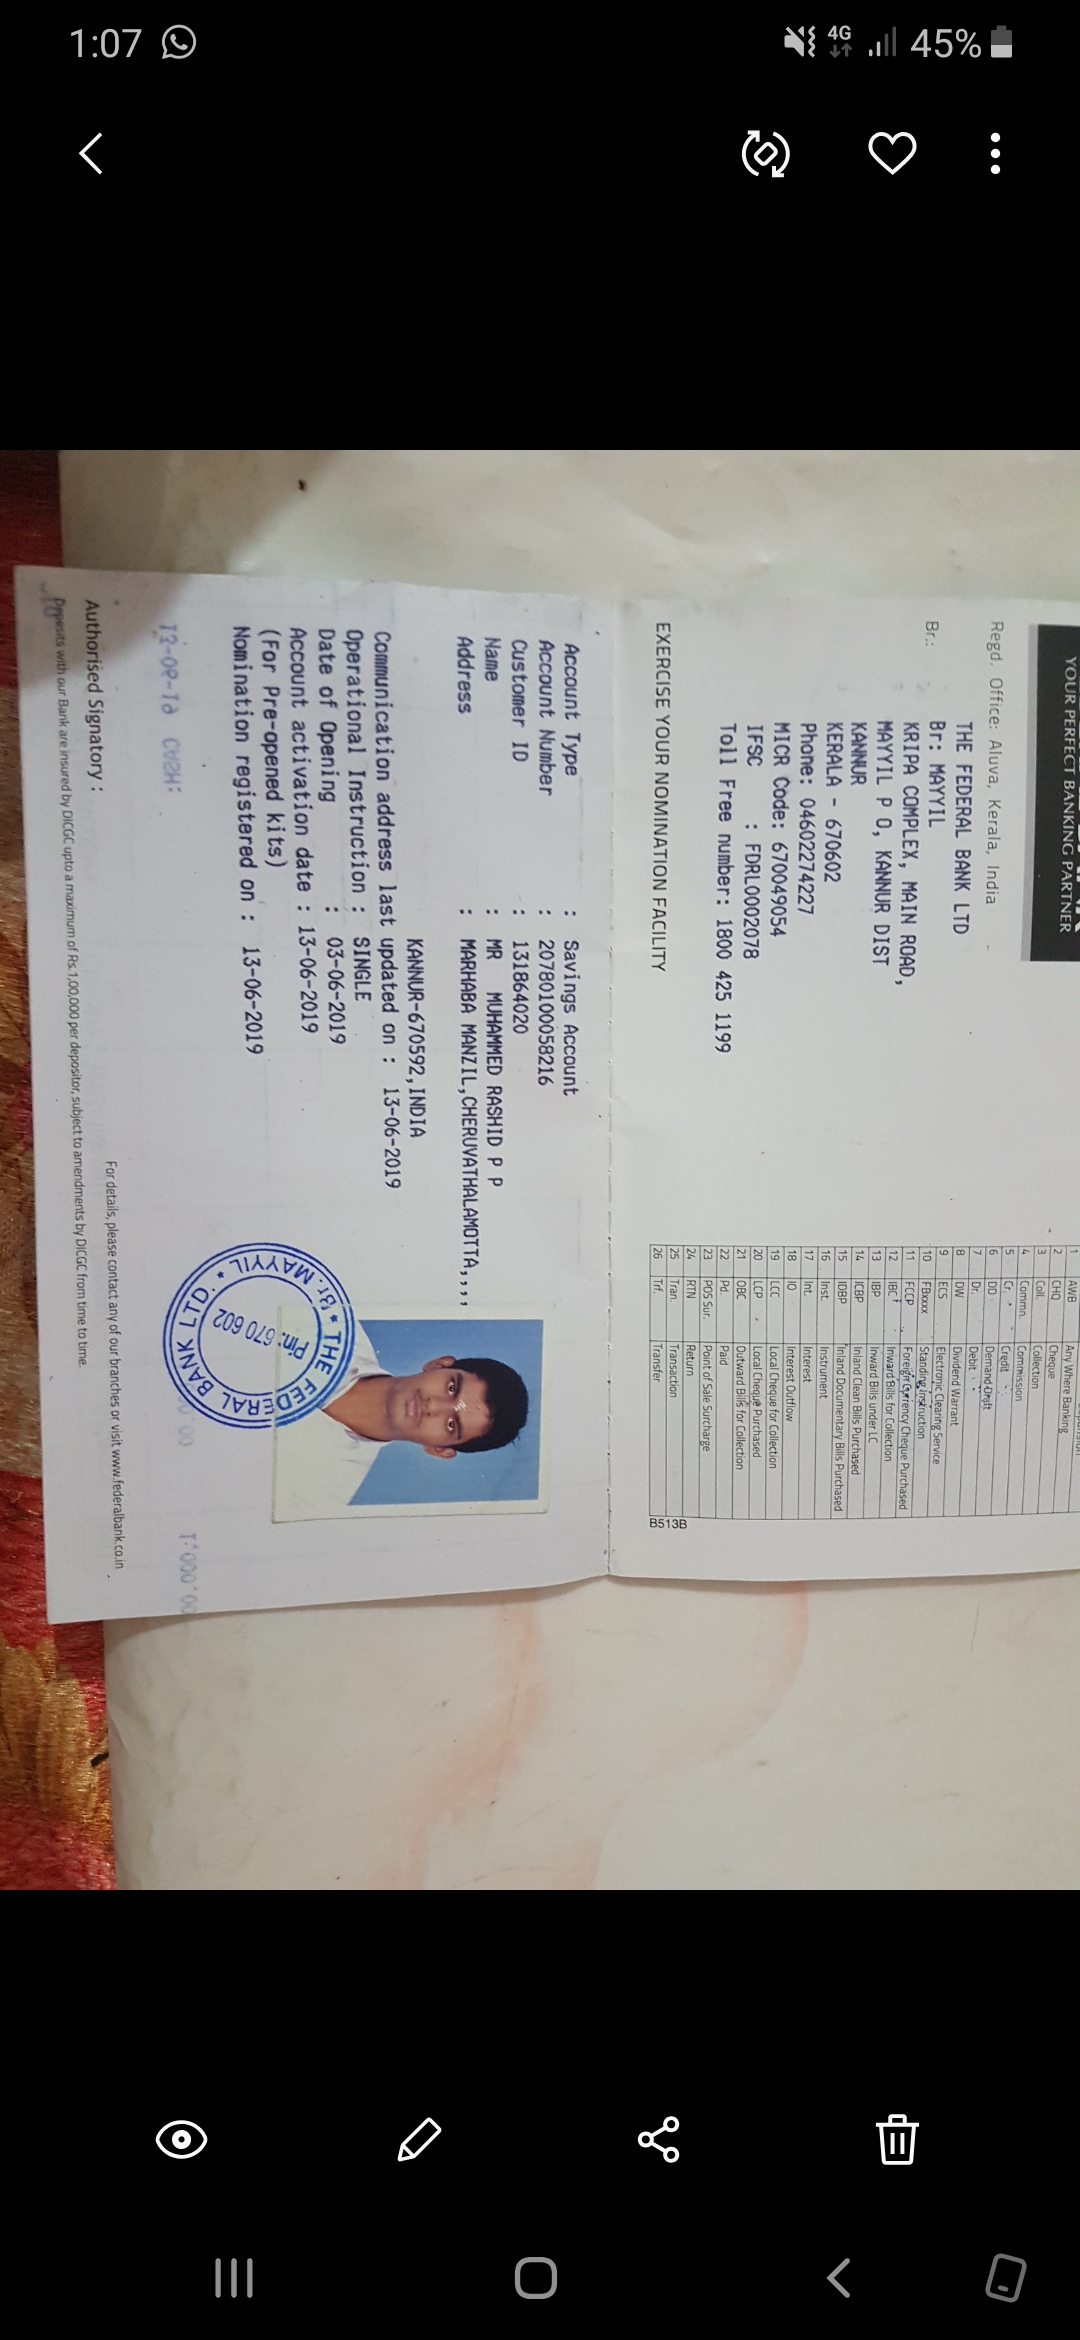 1:07
4G
45%
YOUR PERFECT BANKING PARTNER
Regd. Office: Aluva, Kerala, India
Br.:
THE FEDERAL BANK LTD
Br: MAYYIL
KRIPA COMPLEX, MAIN ROAD,
MAYYIL P O, KANNUR DIST
KANNUR
KERALA - 670602
Phone: 04602274227
MICR Code: 670049054
IFSC : FDRL0002078
Toll Free number: 1800 425 1199
EXERCISE YOUR NOMINATION FACILITY
1 AWB Any Where Banking
2 CHQ Cheque
3 Coll. Collection
4 Commn. Commission
5 Cr. Credit
6 DD Demand Draft
7 Dr. Debit
8 DW Dividend Warrant
9 ECS Electronic Clearing Service
10 FBxxxx Standing Instruction
11 FCCP Foreign Currency Cheque Purchased
12 IBC Inward Bills for Collection
13 IBP Inward Bills under LC
14 ICBP Inland Clean Bills Purchased
15 IDBP Inland Documentary Bills Purchased
16 Inst. Instrument
17 Int. Interest
18 IO Interest Outflow
19 LCC Local Cheque for Collection
20 LCP Local Cheque Purchased
21 OBC Outward Bills for Collection
22 Pd. Paid
23 POS Sur. Point of Sale Surcharge
24 RTN Return
25 Tran. Transaction
26 Trf. Transfer
B513B
Account Type : Savings Account
Account Number : 20780100058216
Customer ID : 131864020
Name : MR MUHAMMED RASHID P P
Address : MARHABA MANZIL,CHERUVATHALAMOTTA,,,,
KANNUR-670592,INDIA
Communication address last updated on : 13-06-2019
Operational Instruction : SINGLE
Date of Opening : 03-06-2019
Account activation date : 13-06-2019
(For Pre-opened kits)
Nomination registered on : 13-06-2019
* THE FEDERAL BANK LTD. * Br. MAYYIL
Pin: 670 602
Authorised Signatory :
For details, please contact any of our branches or visit www.federalbank.co.in
Deposits with our Bank are insured by DICGC upto a maximum of Rs.1,00,000 per depositor, subject to amendments by DICGC from time to time.